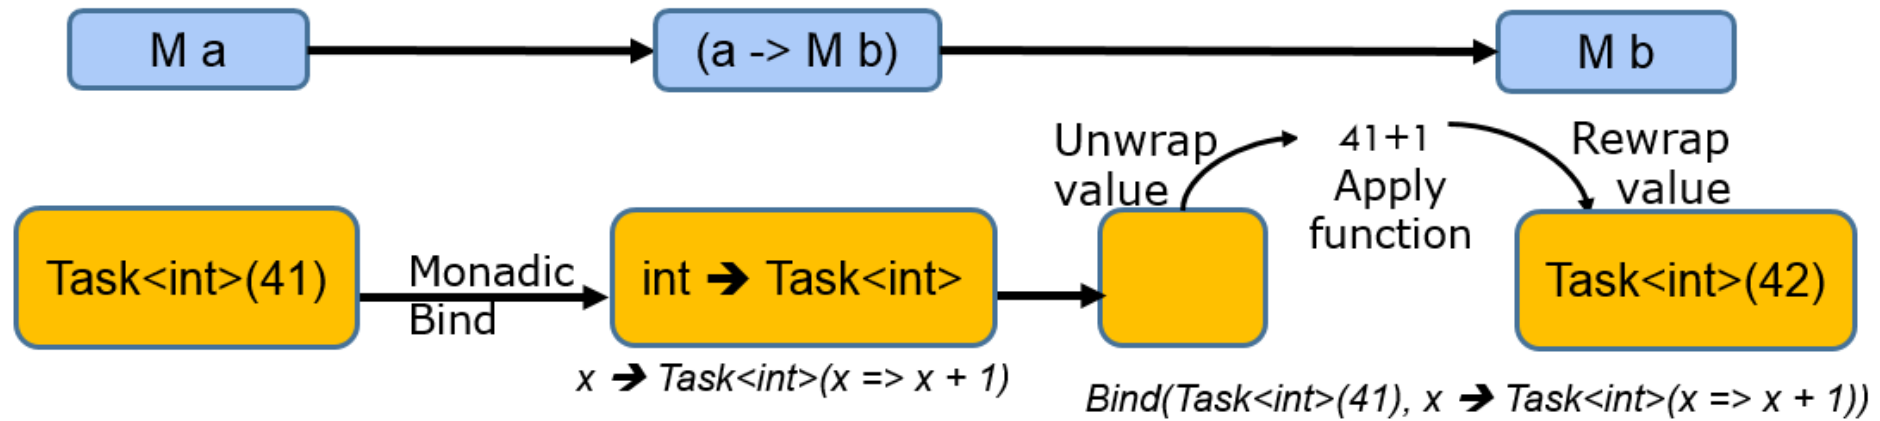 M a
(a -> M b)
M b
Unwrap
value
41+1
Apply
function
Rewrap
value
Task<int>(41)
Monadic
Bind
int ➔ Task<int>
Task<int>(42)
x ➔ Task<int>(x => x + 1)
Bind(Task<int>(41), x ➔ Task<int>(x => x + 1))